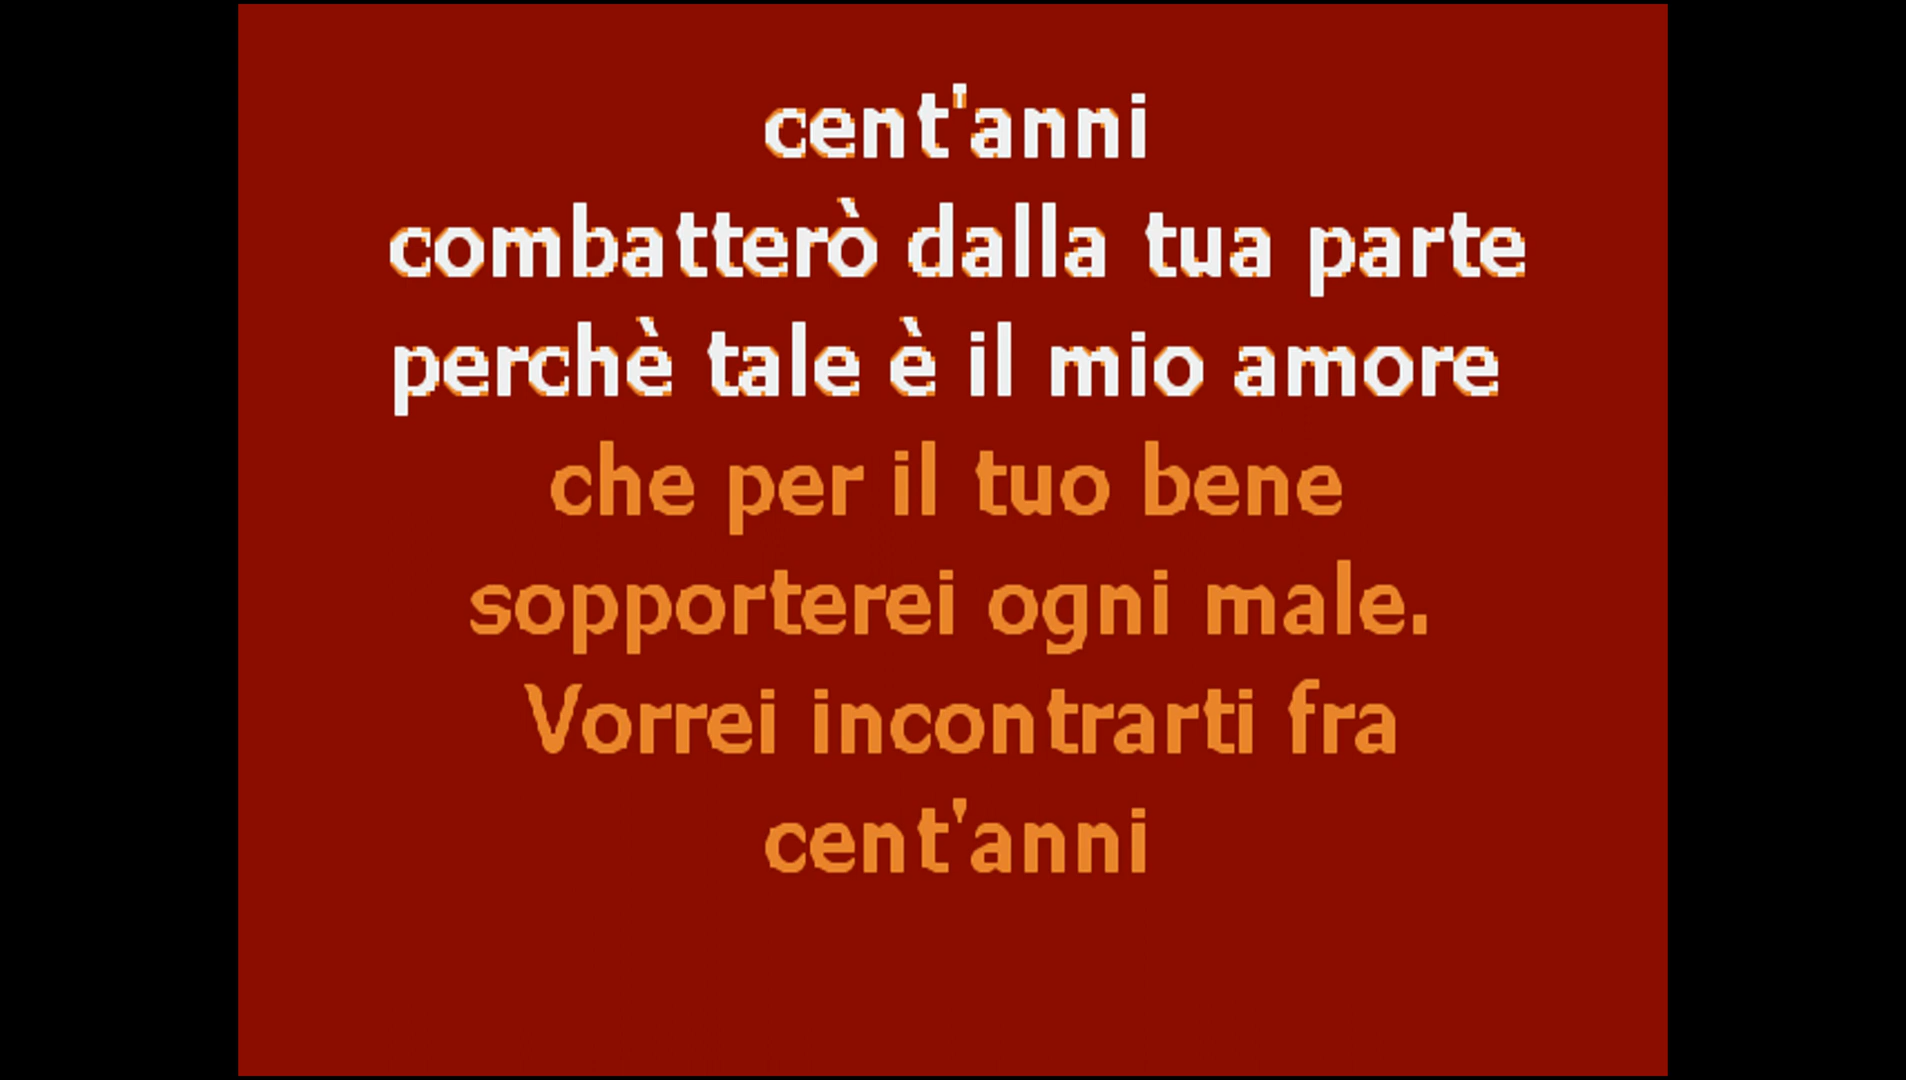 cent'anni
combatterò dalla tua parte
perchè tale è il mio amore
che per il tuo bene
sopporterei ogni male.
Vorrei incontrarti fra
cent'anni